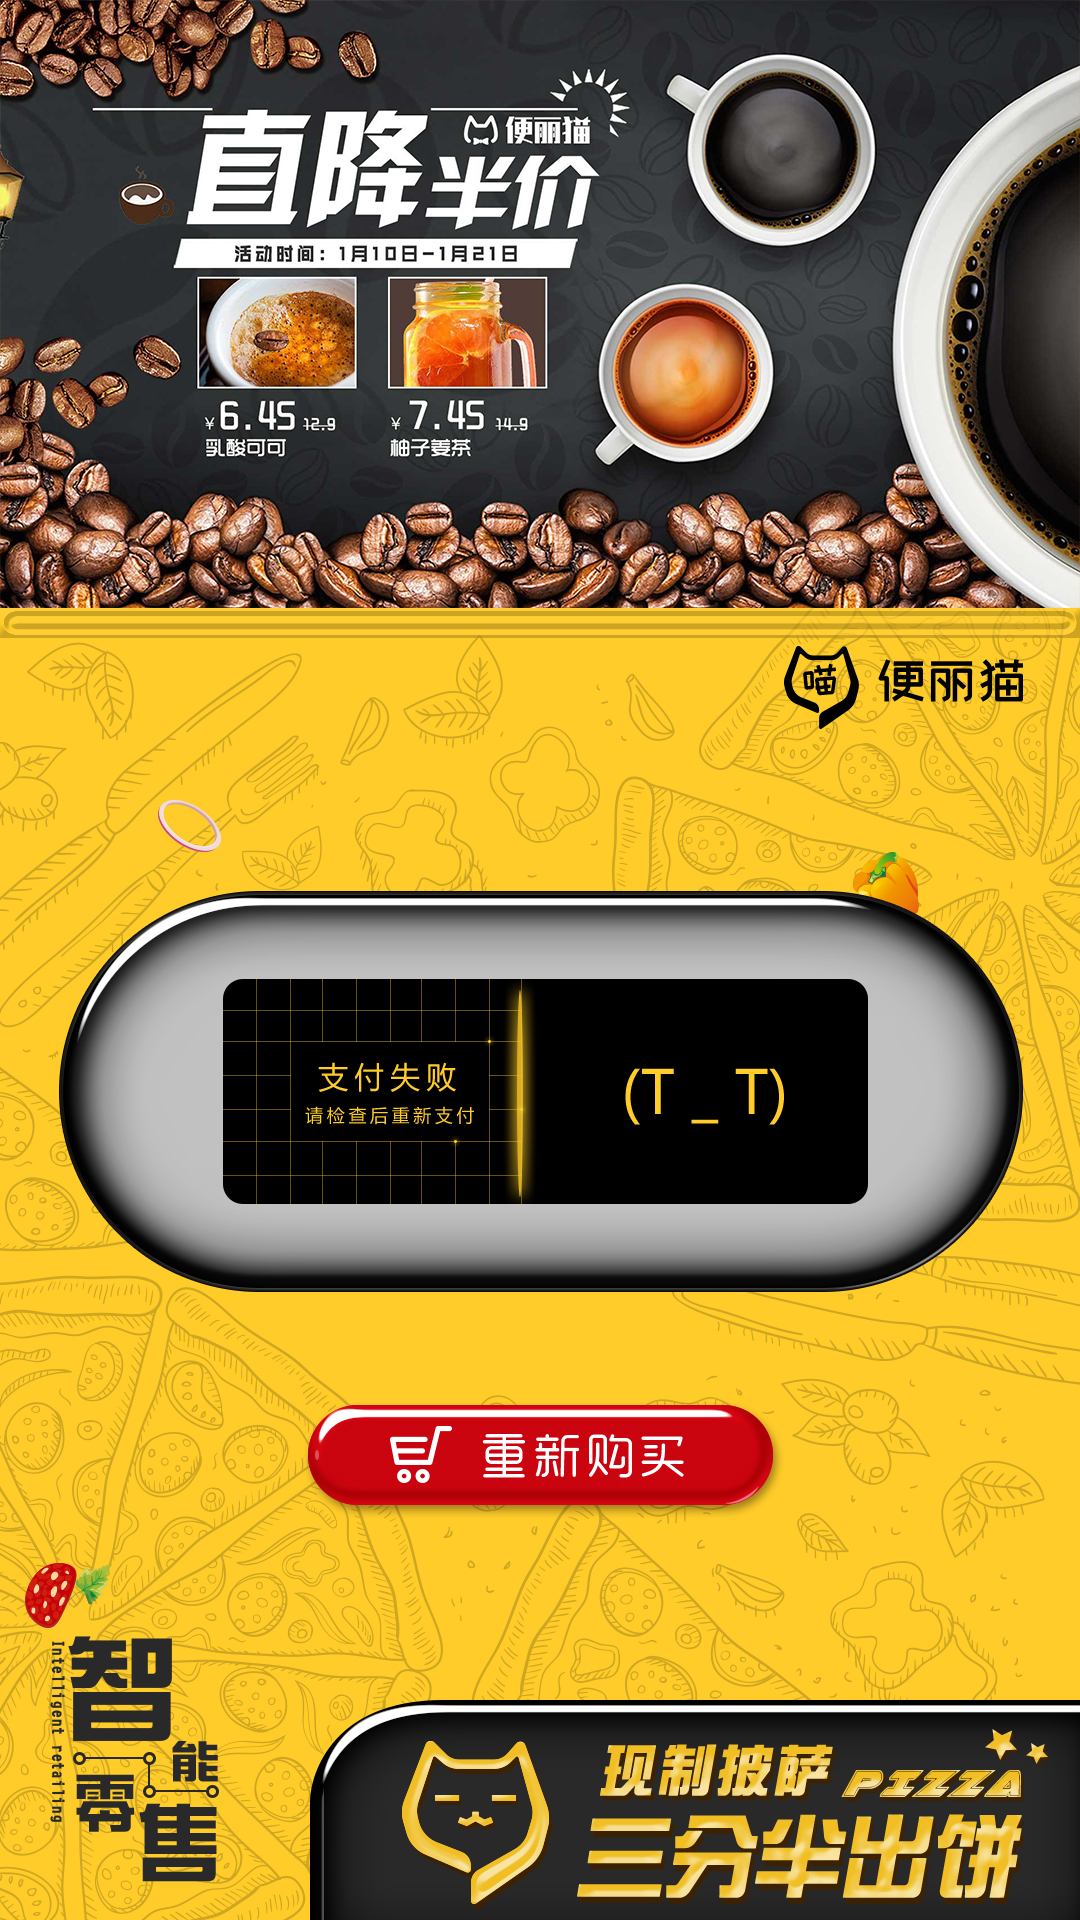 便丽猫
直降半价
活动时间：1月10日-1月21日
¥6.45 12.9
乳酸可可
¥7.45 14.9
柚子姜茶
喵 便丽猫
支付失败
请检查后重新支付
(T _ T)
重新购买
智能零售
Intelligent retailing
现制披萨 PIZZA
三分半出饼